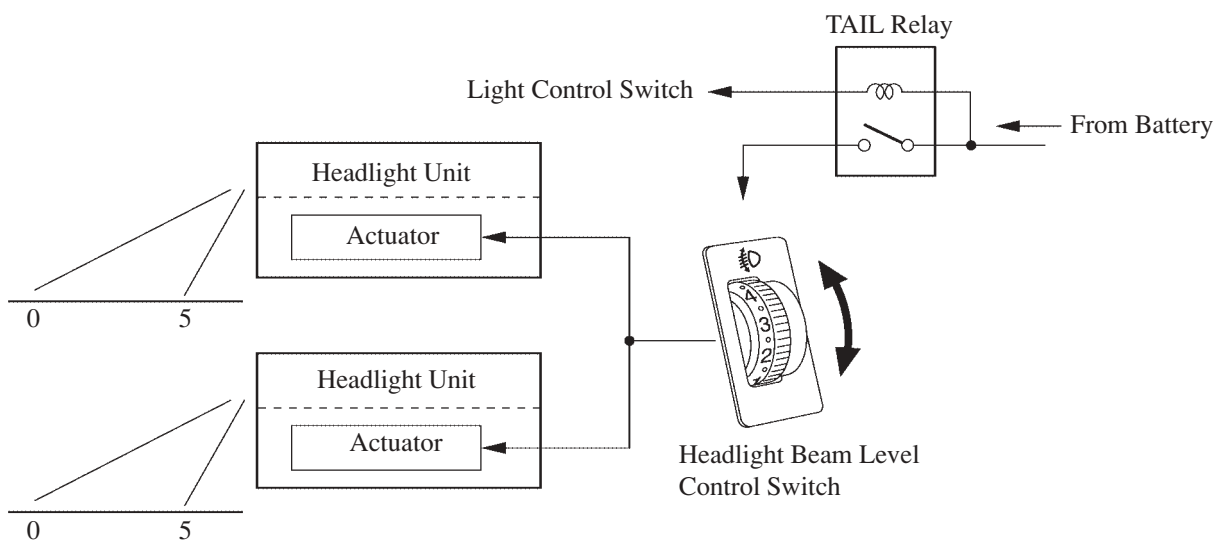 TAIL Relay
Light Control Switch
From Battery
Headlight Unit
Actuator
0 5
4
3
2
1
Headlight Unit
Actuator
0 5
Headlight Beam Level
Control Switch